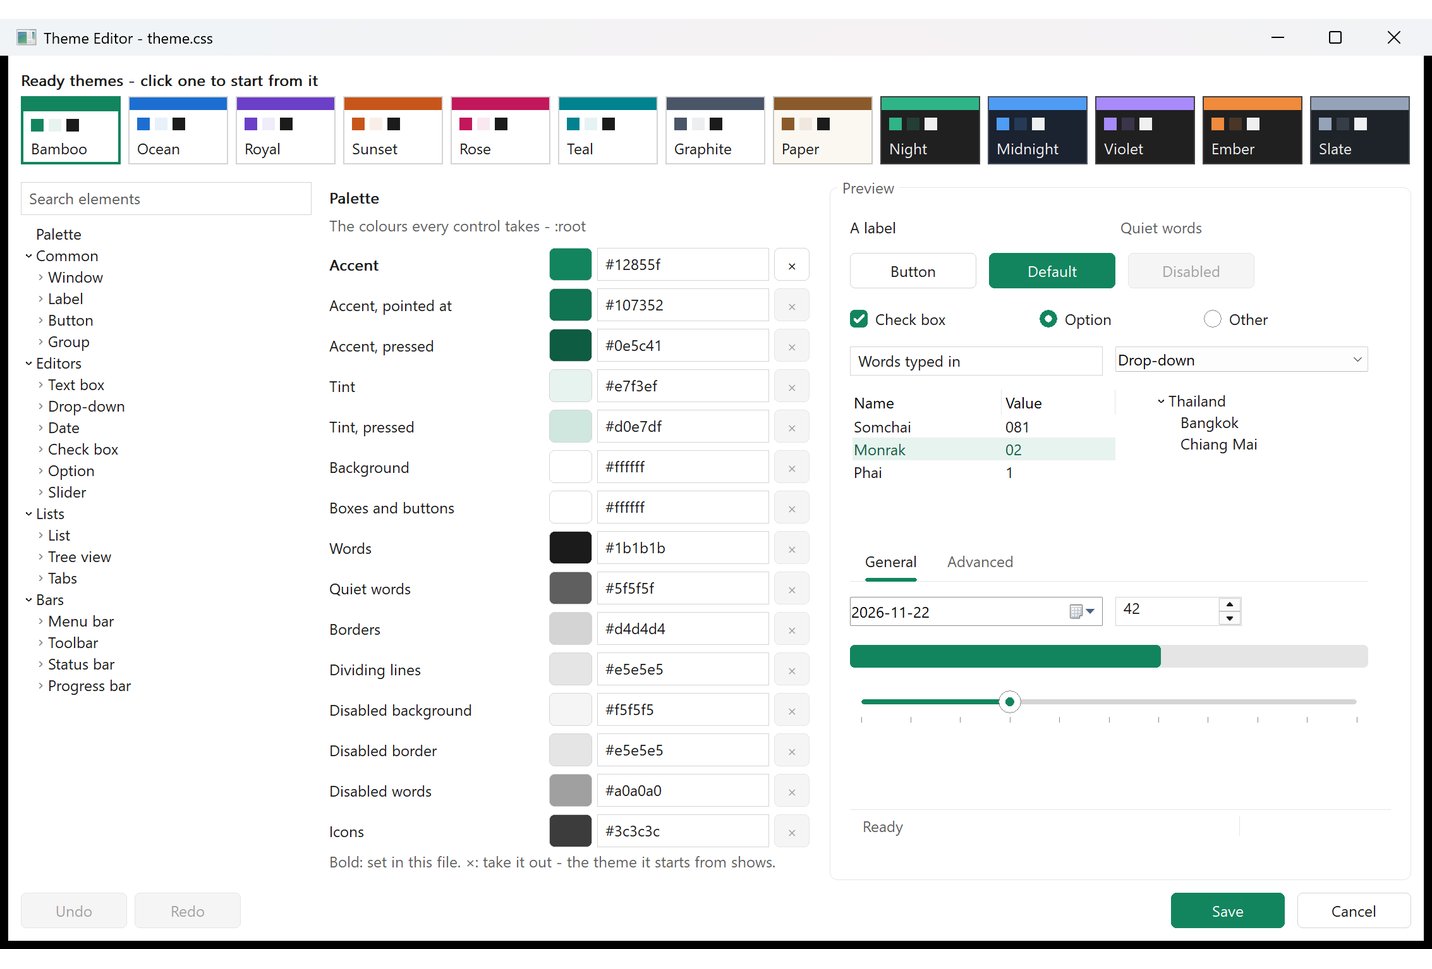 Theme Editor - theme.css
Ready themes - click one to start from it
Bamboo
Ocean
Royal
Sunset
Rose
Teal
Graphite
Paper
Night
Midnight
Violet
Ember
Slate
Search elements
Palette
Common
Window
Label
Button
Group
Editors
Text box
Drop-down
Date
Check box
Option
Slider
Lists
List
Tree view
Tabs
Bars
Menu bar
Toolbar
Status bar
Progress bar
Palette
The colours every control takes - :root
Accent #12855f ×
Accent, pointed at #107352 ×
Accent, pressed #0e5c41 ×
Tint #e7f3ef ×
Tint, pressed #d0e7df ×
Background #ffffff ×
Boxes and buttons #ffffff ×
Words #1b1b1b ×
Quiet words #5f5f5f ×
Borders #d4d4d4 ×
Dividing lines #e5e5e5 ×
Disabled background #f5f5f5 ×
Disabled border #e5e5e5 ×
Disabled words #a0a0a0 ×
Icons #3c3c3c ×
Bold: set in this file. ×: take it out - the theme it starts from shows.
Preview
A label Quiet words
Button Default Disabled
Check box Option Other
Words typed in Drop-down
Name Value
Somchai 081
Monrak 02
Phai 1
Thailand
Bangkok
Chiang Mai
General Advanced
2026-11-22 42
Ready
Undo Redo
Save Cancel